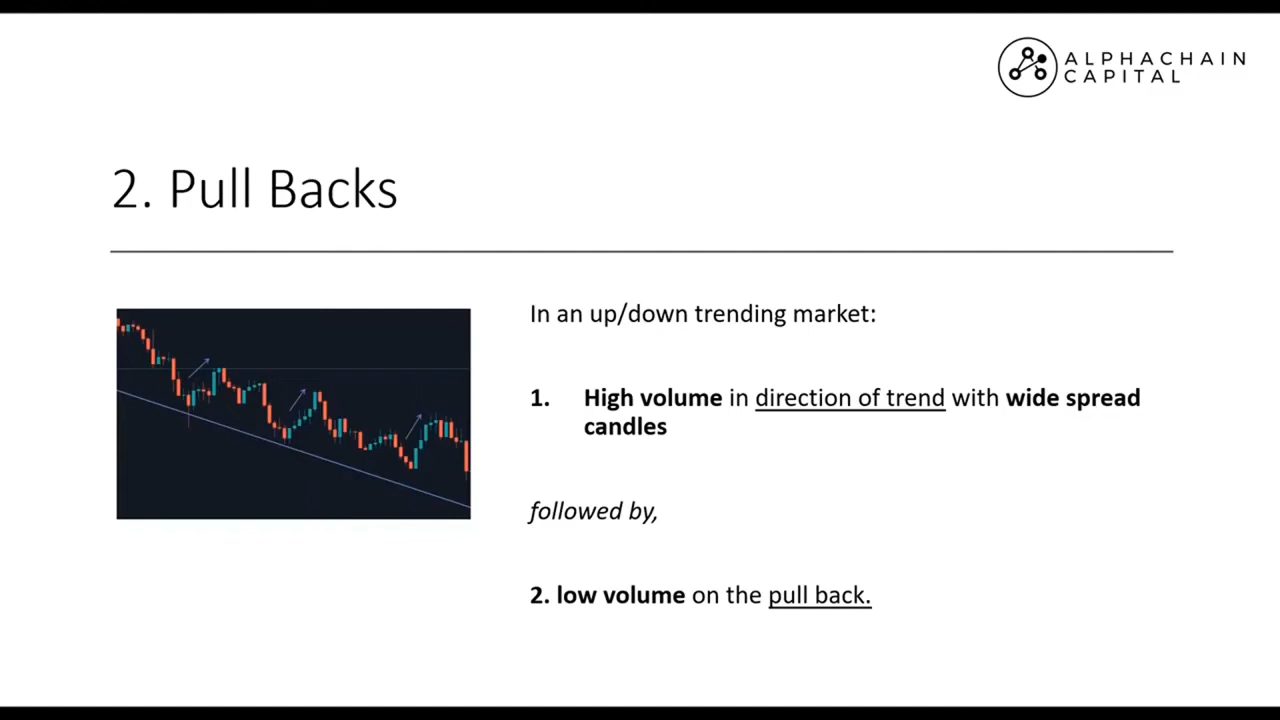 ALPHACHAIN
CAPITAL
2. Pull Backs
In an up/down trending market:
1. High volume in direction of trend with wide spread
candles
followed by,
2. low volume on the pull back.